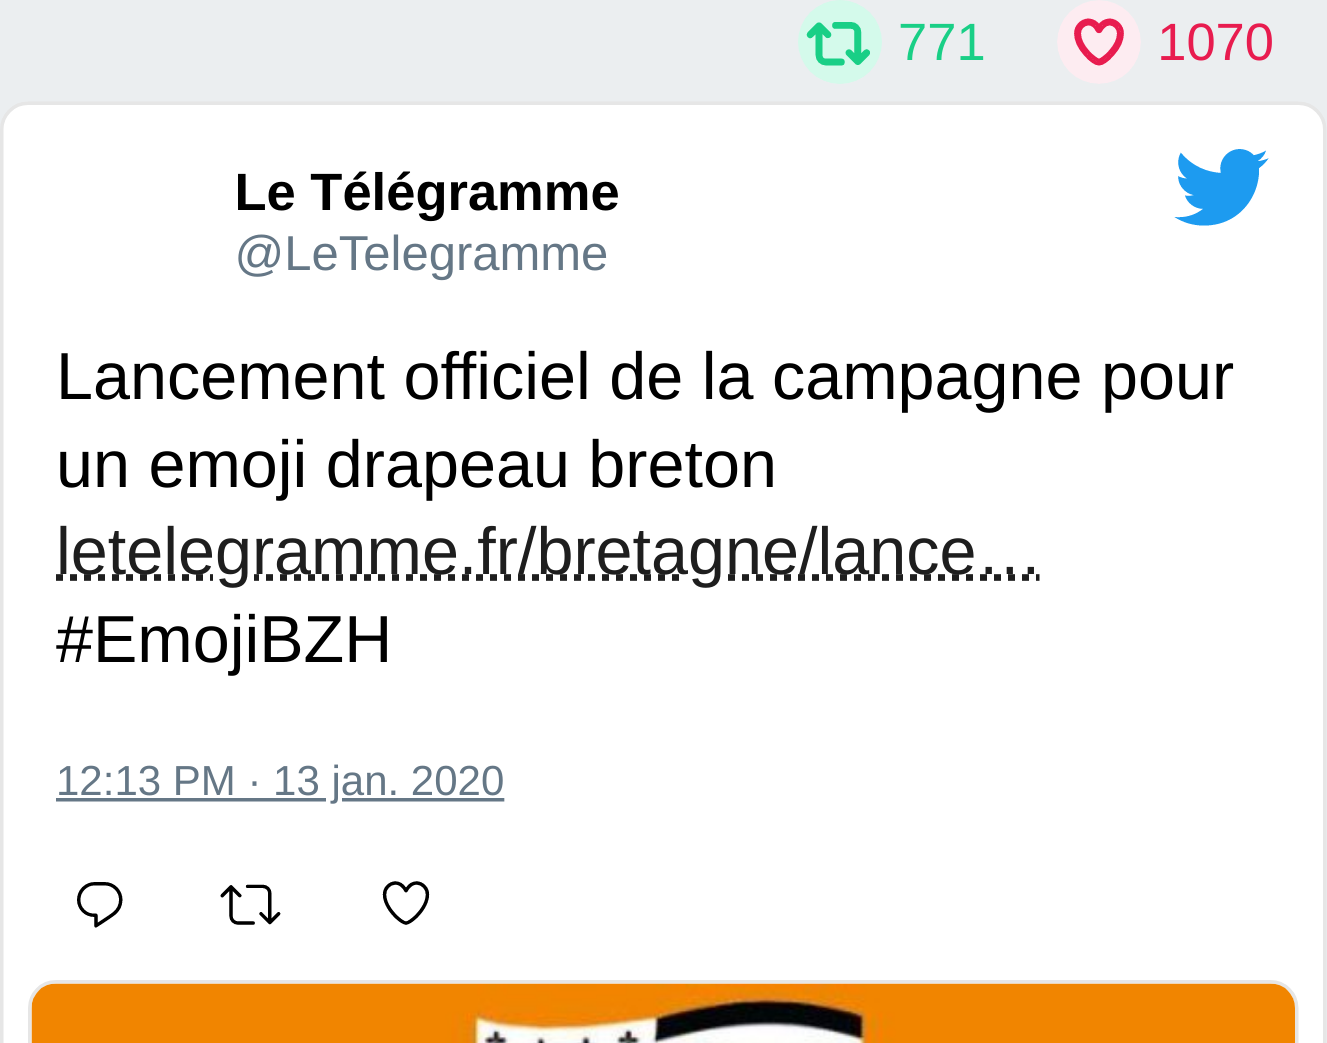 771 1070
Le Télégramme
@LeTelegramme
Lancement officiel de la campagne pour
un emoji drapeau breton
letelegramme.fr/bretagne/lance...
#EmojiBZH
12:13 PM · 13 jan. 2020